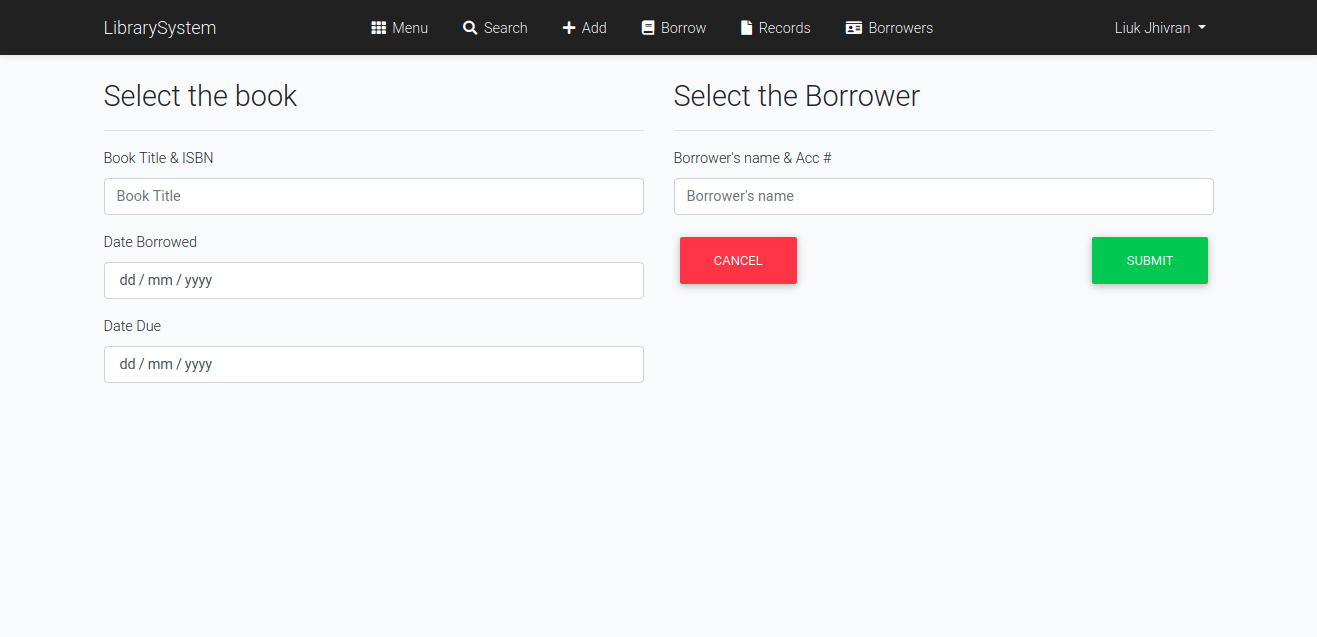 LibrarySystem Menu Search Add Borrow Records Borrowers Liuk Jhivran
Select the book
Book Title & ISBN
Book Title
Date Borrowed
dd / mm / yyyy
Date Due
dd / mm / yyyy
Select the Borrower
Borrower's name & Acc #
Borrower's name
CANCEL SUBMIT